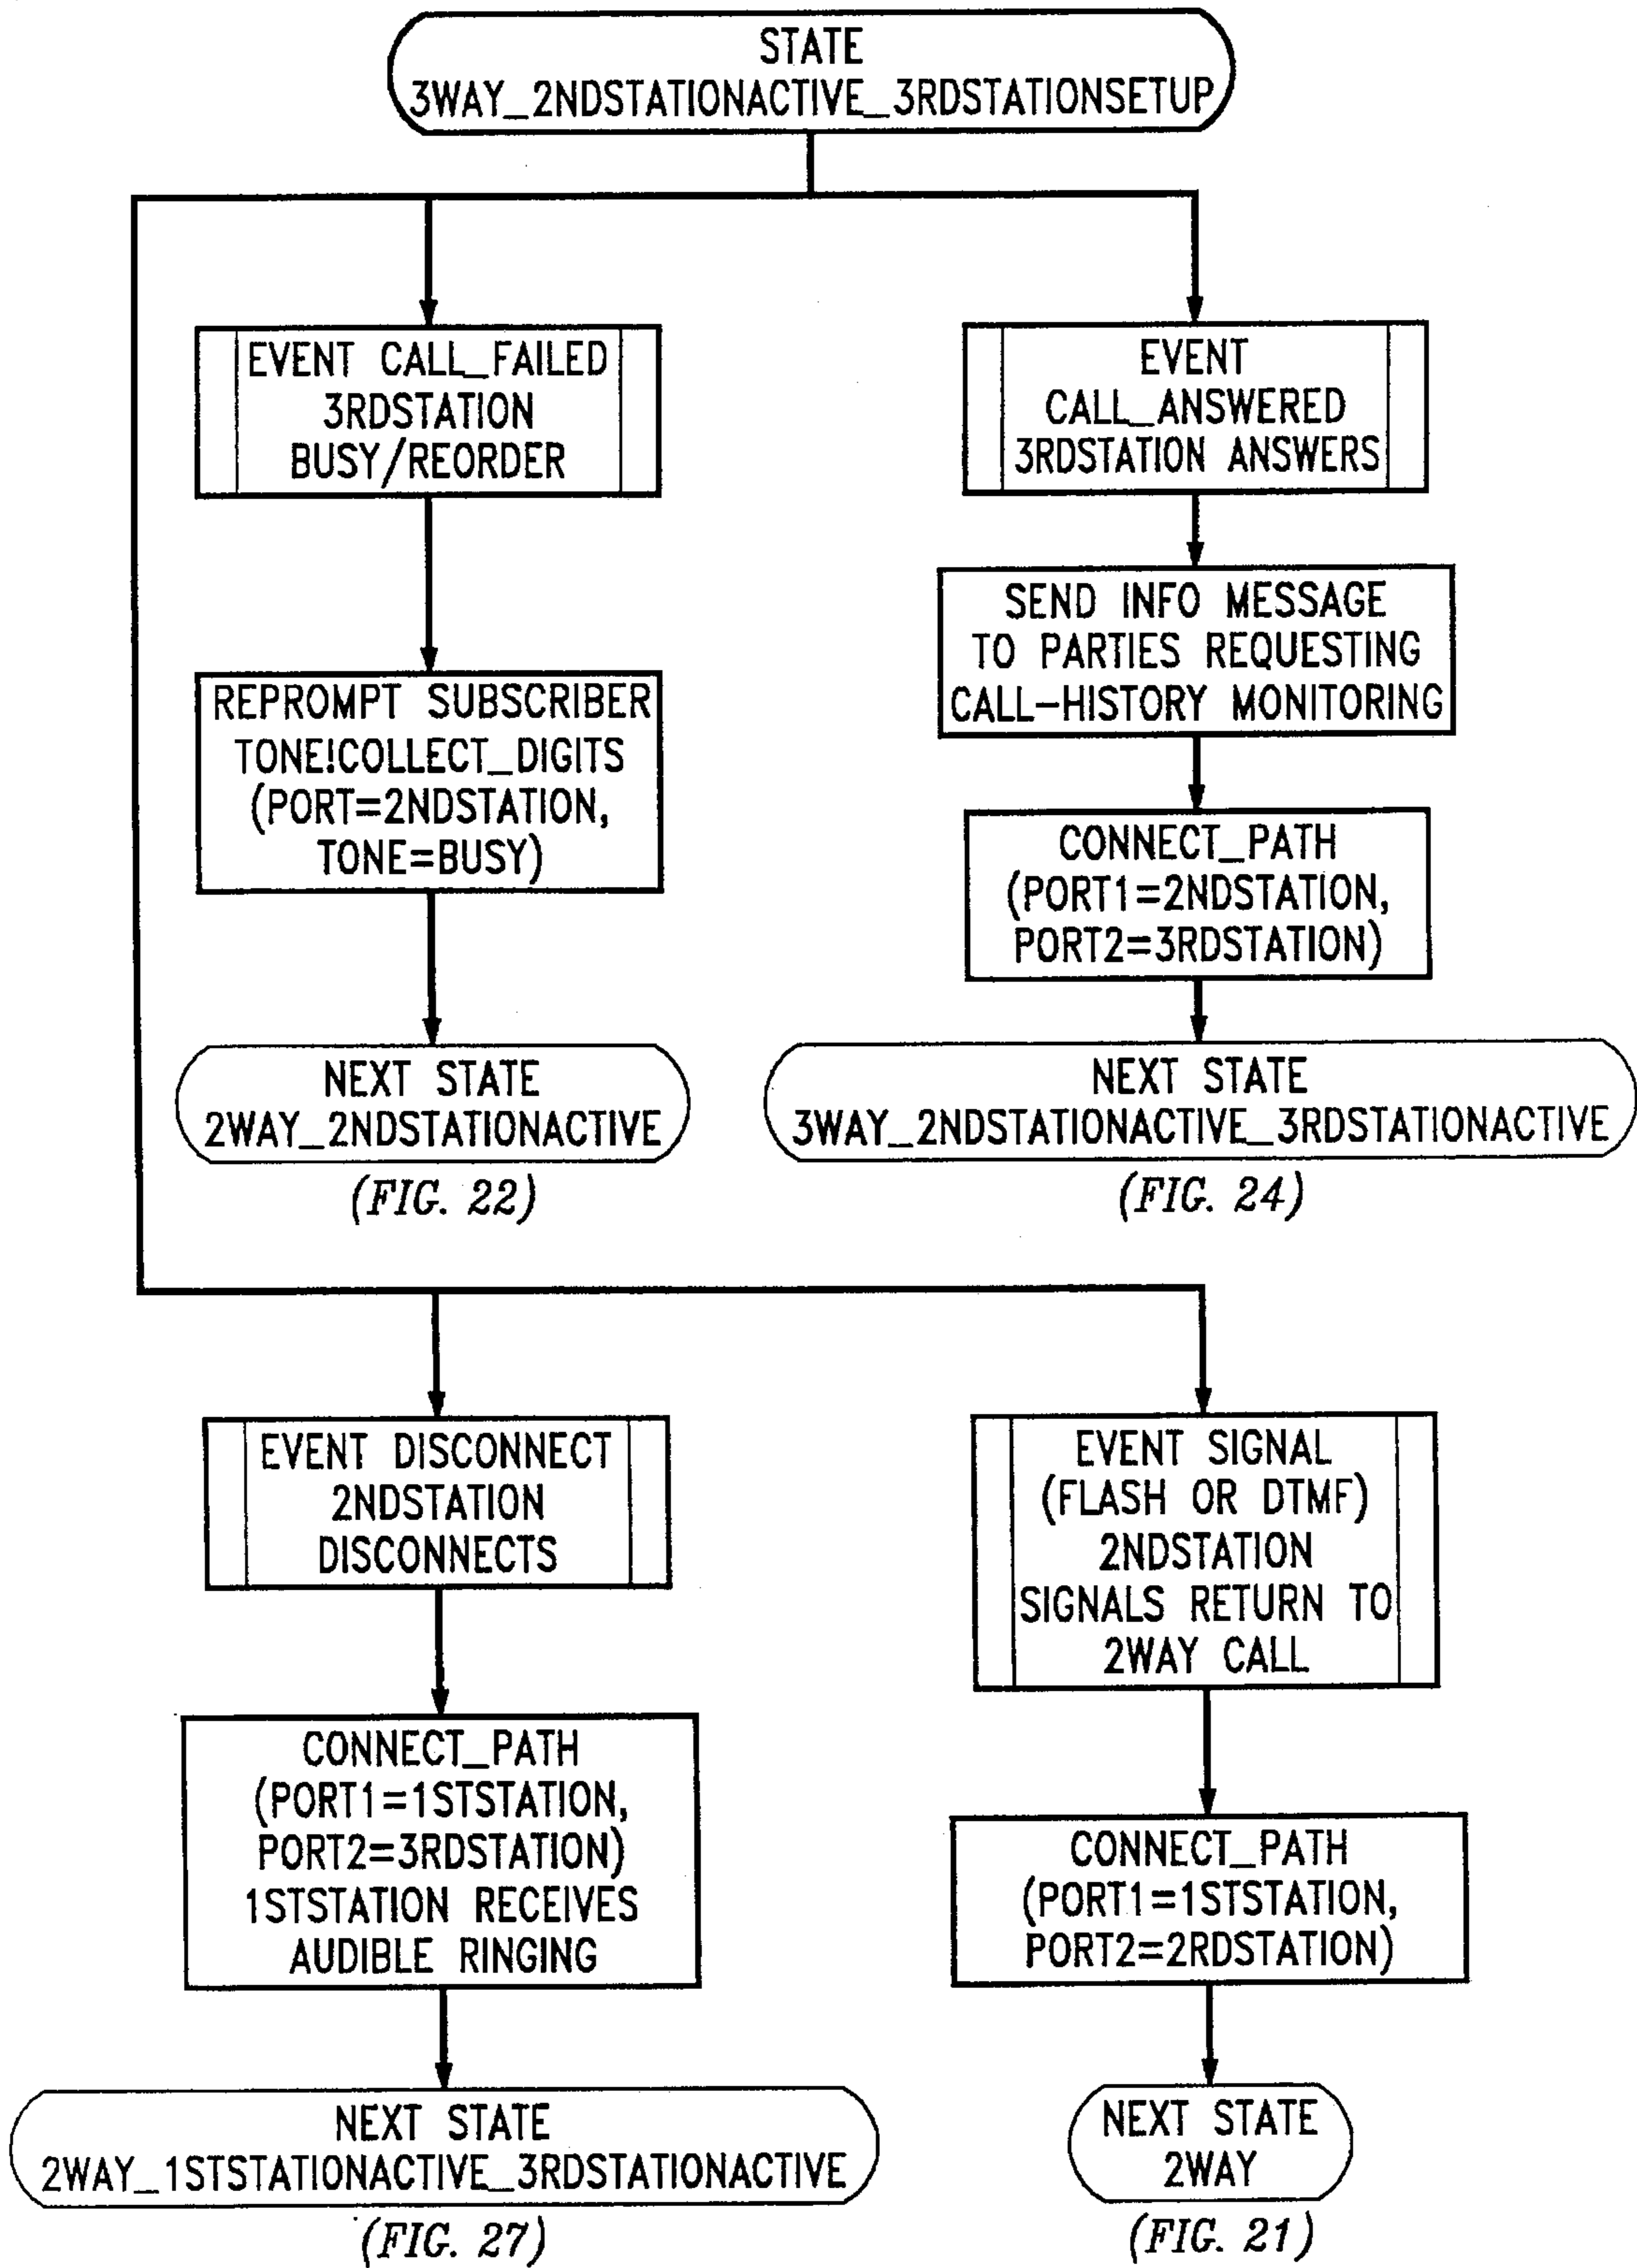 STATE
3WAY_2NDSTATIONACTIVE_3RDSTATIONSETUP
EVENT CALL_FAILED
3RDSTATION
BUSY/REORDER
REPROMPT SUBSCRIBER
TONE!COLLECT_DIGITS
(PORT=2NDSTATION,
TONE=BUSY)
NEXT STATE
2WAY_2NDSTATIONACTIVE
(FIG. 22)
EVENT
CALL_ANSWERED
3RDSTATION ANSWERS
SEND INFO MESSAGE
TO PARTIES REQUESTING
CALL-HISTORY MONITORING
CONNECT_PATH
(PORT1=2NDSTATION,
PORT2=3RDSTATION)
NEXT STATE
3WAY_2NDSTATIONACTIVE_3RDSTATIONACTIVE
(FIG. 24)
EVENT DISCONNECT
2NDSTATION
DISCONNECTS
CONNECT_PATH
(PORT1=1STSTATION,
PORT2=3RDSTATION)
1STSTATION RECEIVES
AUDIBLE RINGING
NEXT STATE
2WAY_1STSTATIONACTIVE_3RDSTATIONACTIVE
(FIG. 27)
EVENT SIGNAL
(FLASH OR DTMF)
2NDSTATION
SIGNALS RETURN TO
2WAY CALL
CONNECT_PATH
(PORT1=1STSTATION,
PORT2=2RDSTATION)
NEXT STATE
2WAY
(FIG. 21)